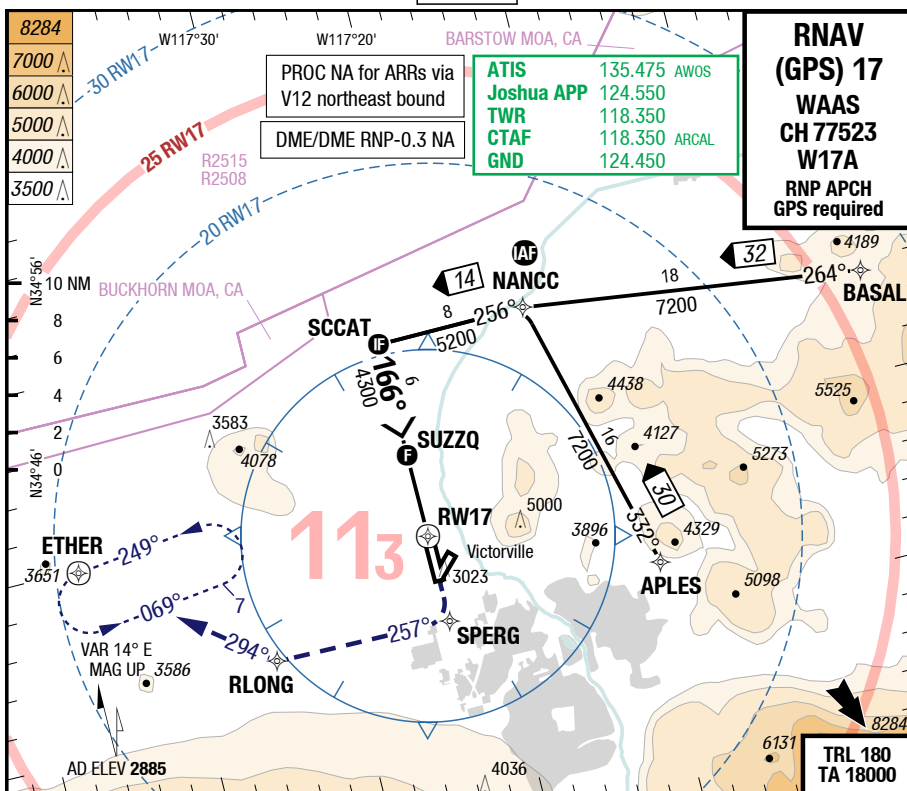 8284
7000
6000
5000
4000
3500
W117°30'
W117°20'
BARSTOW MOA, CA
30 RW17
25 RW17
20 RW17
R2515
R2508
PROC NA for ARRs via
V12 northeast bound
DME/DME RNP-0.3 NA
ATIS 135.475 AWOS
Joshua APP 124.550
TWR 118.350
CTAF 118.350 ARCAL
GND 124.450
RNAV
(GPS) 17
WAAS
CH 77523
W17A
RNP APCH
GPS required
N34°56'
10 NM
8
6
4
2
0
N34°46'
BUCKHORN MOA, CA
IAF
NANCC
14
8
256°
5200
18
7200
32
264°
4189
BASAL
SCCAT
IF
166°
6
4300
F
SUZZQ
3583
4078
4438
4127
5525
5273
16
7200
30
332°
4329
APLES
5098
3896
5000
RW17
Victorville
3023
113
ETHER
3651
249°
069°
7
294°
257°
SPERG
RLONG
VAR 14° E
MAG UP
3586
AD ELEV 2885
4036
6131
8284
TRL 180
TA 18000